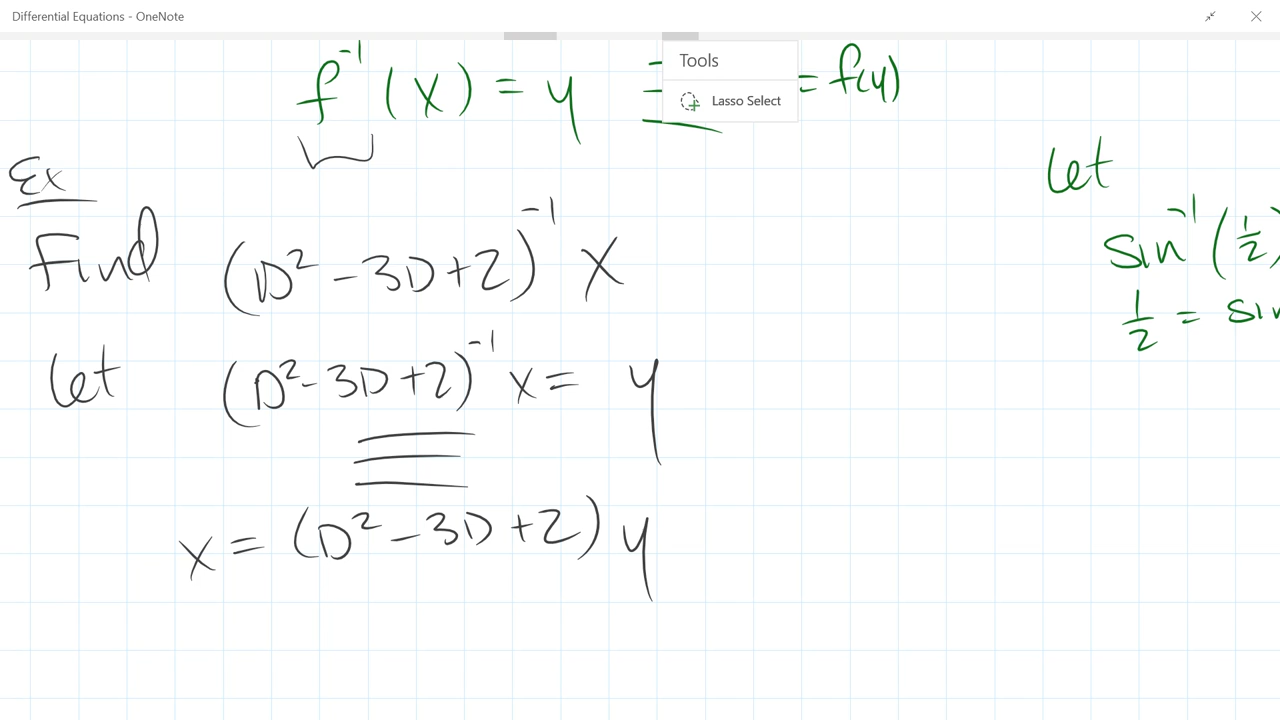 Differential Equations - OneNote
Tools
Lasso Select
f⁻¹(x) = y = f(y)
Let
sin⁻¹(1/2)
1/2 = sin
Ex
Find (D² - 3D + 2)⁻¹ x
Let (D² - 3D + 2)⁻¹ x = y
x = (D² - 3D + 2) y